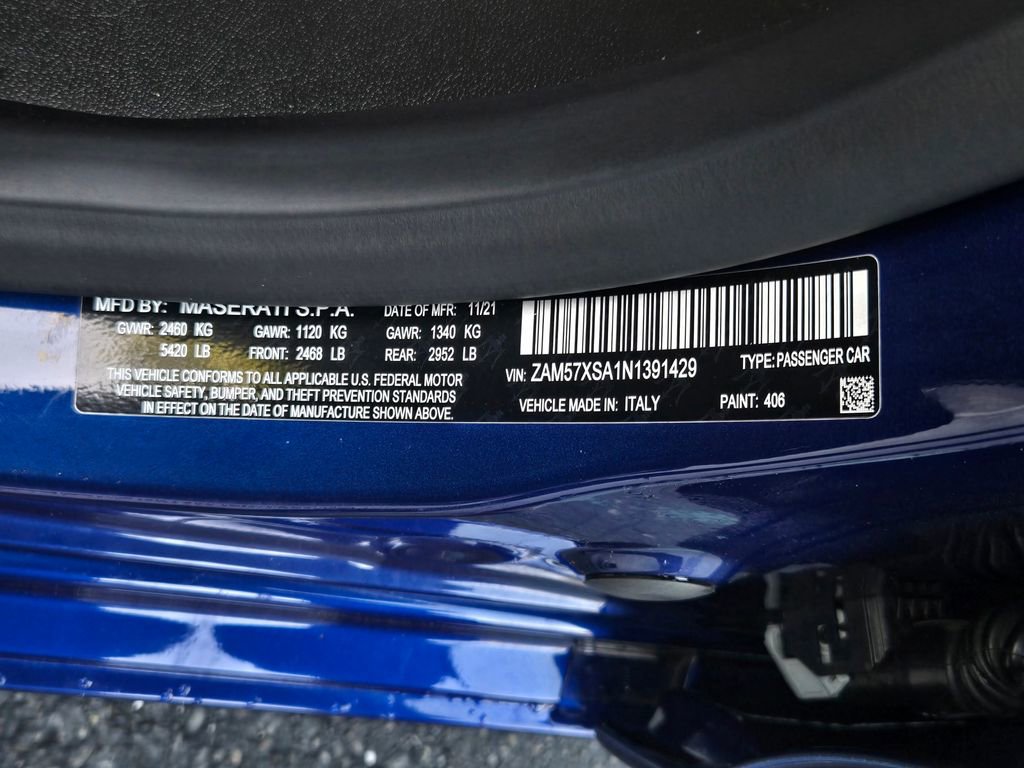 MFD BY: MASERATI S.P.A. DATE OF MFR: 11/21
GVWR: 2460 KG GAWR: 1120 KG GAWR: 1340 KG
5420 LB FRONT: 2468 LB REAR: 2952 LB
THIS VEHICLE CONFORMS TO ALL APPLICABLE U.S. FEDERAL MOTOR
VEHICLE SAFETY, BUMPER, AND THEFT PREVENTION STANDARDS
IN EFFECT ON THE DATE OF MANUFACTURE SHOWN ABOVE.
VIN: ZAM57XSA1N1391429 TYPE: PASSENGER CAR
VEHICLE MADE IN: ITALY PAINT: 406